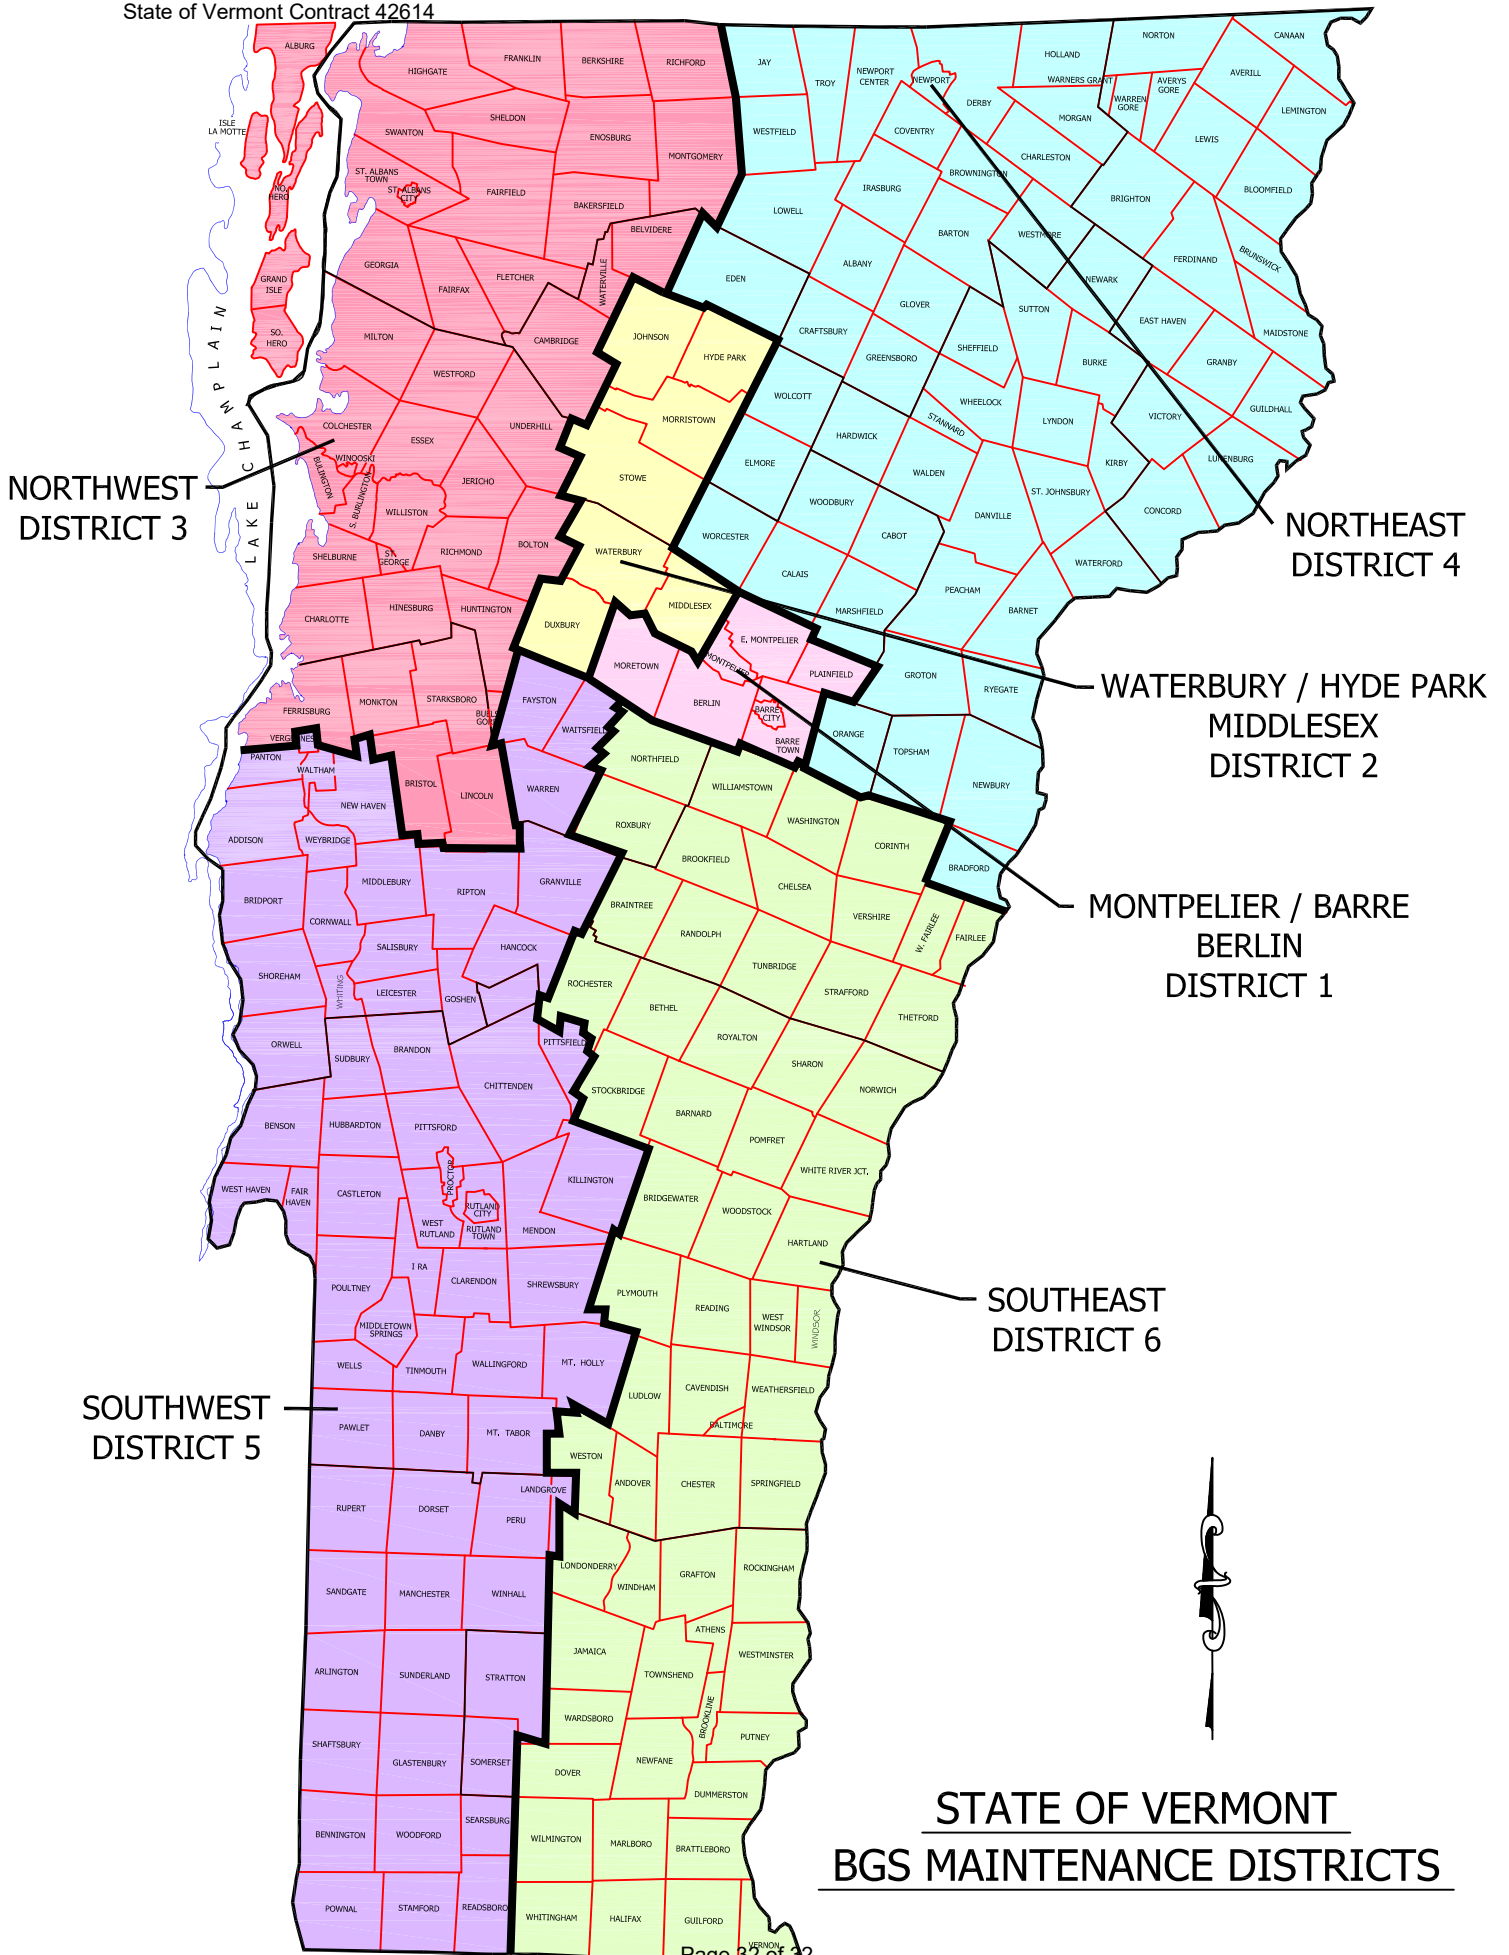 State of Vermont Contract 42614
ALBURG
HIGHGATE
FRANKLIN
BERKSHIRE
RICHFORD
JAY
TROY
NEWPORT
CENTER
NEWPORT
HOLLAND
NORTON
CANAAN
DERBY
WARNERS GRANT
WARREN
GORE
AVERYS
GORE
AVERILL
LEMINGTON
ISLE
LA MOTTE
SWANTON
SHELDON
ENOSBURG
MONTGOMERY
WESTFIELD
COVENTRY
MORGAN
LEWIS
CHARLESTON
BLOOMFIELD
ST. ALBANS
TOWN
ST. ALBANS
CITY
FAIRFIELD
BAKERSFIELD
NO.
HERO
BELVIDERE
LOWELL
IRASBURG
BROWNINGTON
BRIGHTON
BARTON
WESTMORE
FERDINAND
BRUNSWICK
GRAND
ISLE
GEORGIA
FAIRFAX
FLETCHER
WATERVILLE
EDEN
ALBANY
GLOVER
NEWARK
SUTTON
EAST HAVEN
MAIDSTONE
SO.
HERO
MILTON
CAMBRIDGE
JOHNSON
HYDE PARK
CRAFTSBURY
GREENSBORO
SHEFFIELD
BURKE
GRANBY
WESTFORD
WOLCOTT
WHEELOCK
STANNARD
LYNDON
VICTORY
GUILDHALL
LAKE CHAMPLAIN
COLCHESTER
ESSEX
UNDERHILL
MORRISTOWN
HARDWICK
WINOOSKI
BULINGTON
S. BURLINGTON
JERICHO
STOWE
ELMORE
WALDEN
KIRBY
LUNENBURG
NORTHWEST
DISTRICT 3
WILLISTON
WOODBURY
ST. JOHNSBURY
DANVILLE
CONCORD
NORTHEAST
DISTRICT 4
SHELBURNE
ST.
GEORGE
RICHMOND
BOLTON
WATERBURY
WORCESTER
CABOT
WATERFORD
CALAIS
PEACHAM
CHARLOTTE
HINESBURG
HUNTINGTON
DUXBURY
MIDDLESEX
MARSHFIELD
BARNET
E. MONTPELIER
MONTPELIER
MORETOWN
PLAINFIELD
GROTON
RYEGATE
WATERBURY / HYDE PARK
MIDDLESEX
DISTRICT 2
FERRISBURG
MONKTON
STARKSBORO
BUELS
GORE
FAYSTON
WAITSFIELD
BERLIN
BARRE
CITY
BARRE
TOWN
ORANGE
TOPSHAM
VERGENNES
PANTON
WALTHAM
NEW HAVEN
BRISTOL
LINCOLN
WARREN
NORTHFIELD
WILLIAMSTOWN
NEWBURY
ADDISON
WEYBRIDGE
ROXBURY
WASHINGTON
CORINTH
BROOKFIELD
BRADFORD
MIDDLEBURY
RIPTON
GRANVILLE
CHELSEA
BRIDPORT
CORNWALL
BRAINTREE
VERSHIRE
W. FAIRLEE
FAIRLEE
MONTPELIER / BARRE
BERLIN
DISTRICT 1
SALISBURY
HANCOCK
RANDOLPH
TUNBRIDGE
SHOREHAM
WHITING
LEICESTER
GOSHEN
ROCHESTER
BETHEL
STRAFFORD
THETFORD
ORWELL
SUDBURY
BRANDON
PITTSFIELD
ROYALTON
SHARON
CHITTENDEN
STOCKBRIDGE
NORWICH
BENSON
HUBBARDTON
PITTSFORD
BARNARD
POMFRET
WEST HAVEN
FAIR
HAVEN
CASTLETON
PROCTOR
KILLINGTON
WHITE RIVER JCT.
BRIDGEWATER
WOODSTOCK
WEST
RUTLAND
RUTLAND
CITY
RUTLAND
TOWN
MENDON
HARTLAND
I RA
CLARENDON
SHREWSBURY
POULTNEY
PLYMOUTH
READING
WEST
WINDSOR
WINDSOR
SOUTHEAST
DISTRICT 6
MIDDLETOWN
SPRINGS
WELLS
TINMOUTH
WALLINGFORD
MT. HOLLY
LUDLOW
CAVENDISH
WEATHERSFIELD
BALTIMORE
SOUTHWEST
DISTRICT 5
PAWLET
DANBY
MT. TABOR
WESTON
ANDOVER
CHESTER
SPRINGFIELD
LANDGROVE
RUPERT
DORSET
PERU
LONDONDERRY
WINDHAM
GRAFTON
ROCKINGHAM
SANDGATE
MANCHESTER
WINHALL
ATHENS
JAMAICA
TOWNSHEND
WESTMINSTER
ARLINGTON
SUNDERLAND
STRATTON
WARDSBORO
BROOKLINE
PUTNEY
SHAFTSBURY
GLASTENBURY
SOMERSET
DOVER
NEWFANE
DUMMERSTON
SEARSBURG
BENNINGTON
WOODFORD
WILMINGTON
MARLBORO
BRATTLEBORO
POWNAL
STAMFORD
READSBORO
WHITINGHAM
HALIFAX
GUILFORD
VERNON
STATE OF VERMONT
BGS MAINTENANCE DISTRICTS
Page 32 of 32